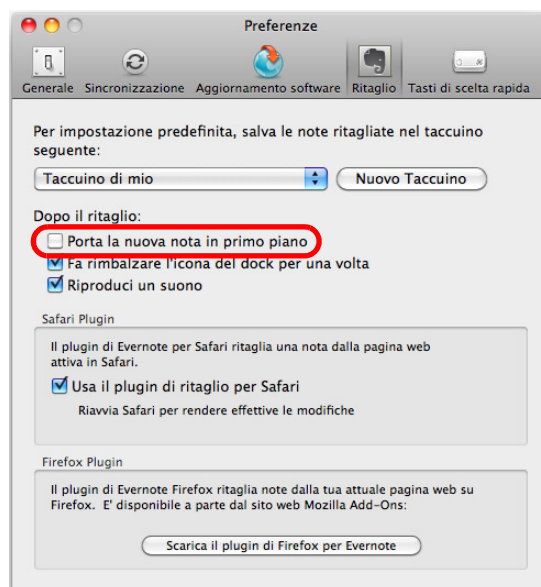 Preferenze
Generale Sincronizzazione Aggiornamento software Ritaglio Tasti di scelta rapida
Per impostazione predefinita, salva le note ritagliate nel taccuino
seguente:
Taccuino di mio Nuovo Taccuino
Dopo il ritaglio:
Porta la nuova nota in primo piano
Fa rimbalzare l'icona del dock per una volta
Riproduci un suono
Safari Plugin
Il plugin di Evernote per Safari ritaglia una nota dalla pagina web
attiva in Safari.
Usa il plugin di ritaglio per Safari
Riavvia Safari per rendere effettive le modifiche
Firefox Plugin
Il plugin di Evernote Firefox ritaglia note dalla tua attuale pagina web su
Firefox. E' disponibile a parte dal sito web Mozilla Add-Ons:
Scarica il plugin di Firefox per Evernote